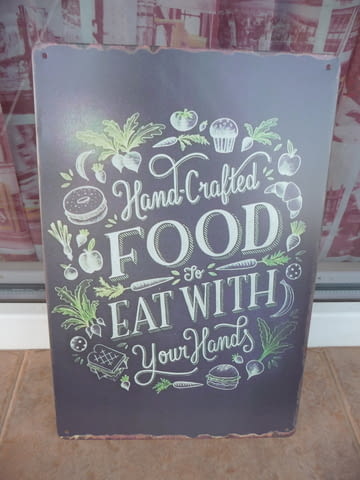 Hand-Crafted
FOOD
To
EAT WITH
Your Hands